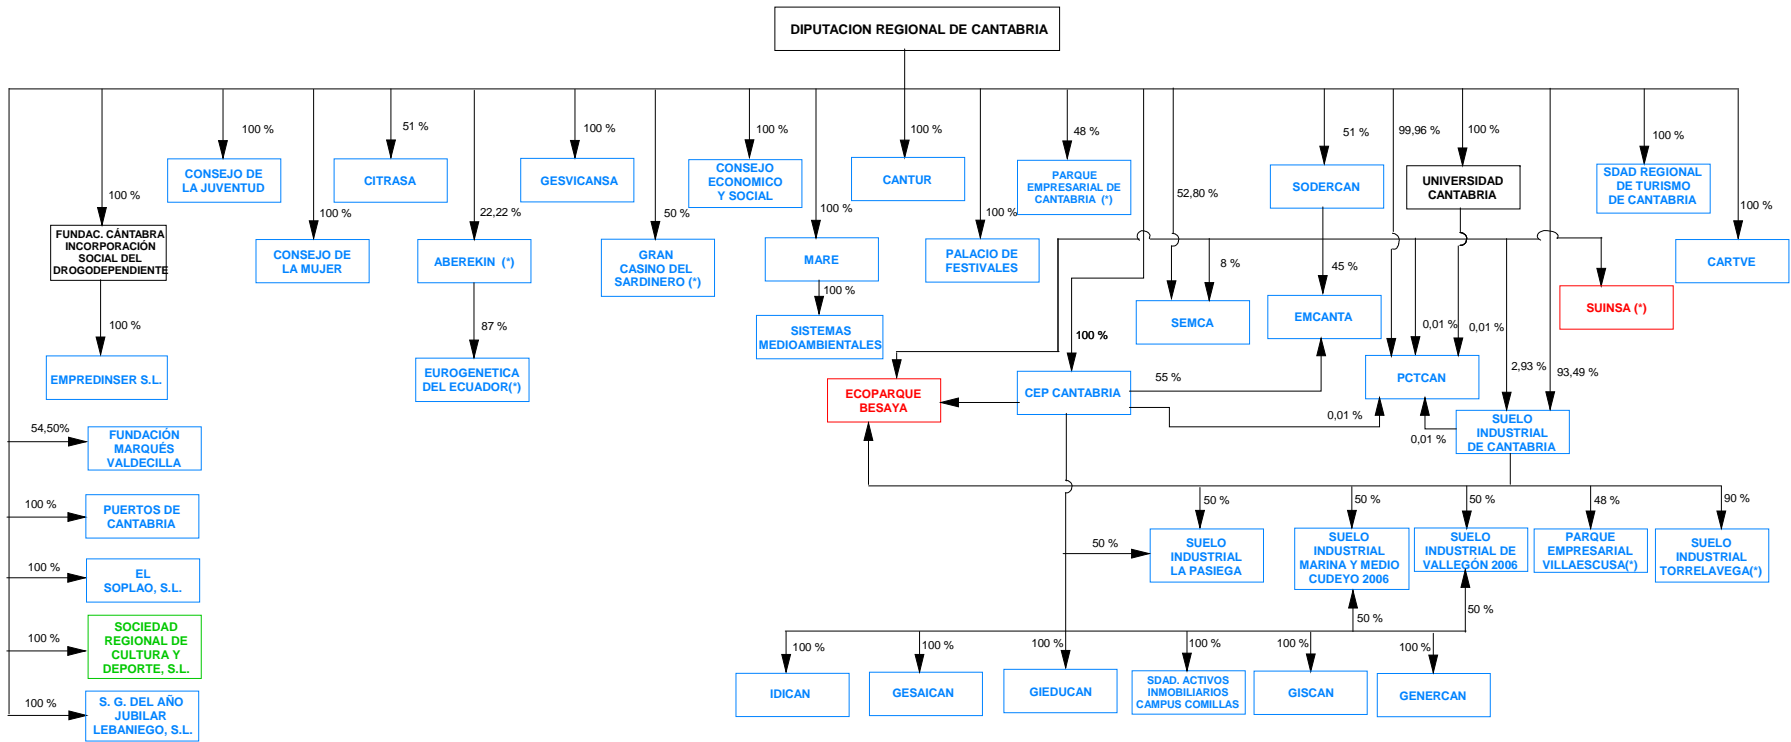 DIPUTACION REGIONAL DE CANTABRIA
100 %
51 %
100 %
100 %
100 %
48 %
51 %
99,96 %
100 %
100 %
CONSEJO DE
LA JUVENTUD
CITRASA
GESVICANSA
CONSEJO
ECONOMICO
Y SOCIAL
CANTUR
PARQUE
EMPRESARIAL DE
CANTABRIA (*)
SODERCAN
UNIVERSIDAD
CANTABRIA
SDAD REGIONAL
DE TURISMO
DE CANTABRIA
100 %
100 %
22,22 %
50 %
100 %
100 %
52,80 %
100 %
FUNDAC. CÁNTABRA
INCORPORACIÓN
SOCIAL DEL
DROGODEPENDIENTE
CONSEJO DE
LA MUJER
ABEREKIN (*)
GRAN
CASINO DEL
SARDINERO (*)
MARE
PALACIO DE
FESTIVALES
CARTVE
8 %
45 %
100 %
SEMCA
EMCANTA
SUINSA (*)
100 %
87 %
SISTEMAS
MEDIOAMBIENTALES
100 %
0,01 %
0,01 %
2,93 %
93,49 %
EMPREDINSER S.L.
EUROGENETICA
DEL ECUADOR(*)
ECOPARQUE
BESAYA
CEP CANTABRIA
55 %
PCTCAN
0,01 %
0,01 %
SUELO
INDUSTRIAL
DE CANTABRIA
54,50%
FUNDACIÓN
MARQUÉS
VALDECILLA
100 %
PUERTOS DE
CANTABRIA
50 %
50 %
50 %
48 %
90 %
50 %
SUELO
INDUSTRIAL
LA PASIEGA
SUELO
INDUSTRIAL
MARINA Y MEDIO
CUDEYO 2006
SUELO
INDUSTRIAL DE
VALLEGÓN 2006
PARQUE
EMPRESARIAL
VILLAESCUSA(*)
SUELO
INDUSTRIAL
TORRELAVEGA(*)
100 %
EL
SOPLAO, S.L.
50 %
50 %
100 %
SOCIEDAD
REGIONAL DE
CULTURA Y
DEPORTE, S.L.
100 %
100 %
100 %
100 %
100 %
100 %
IDICAN
GESAICAN
GIEDUCAN
SDAD. ACTIVOS
INMOBILIARIOS
CAMPUS COMILLAS
GISCAN
GENERCAN
100 %
S. G. DEL AÑO
JUBILAR
LEBANIEGO, S.L.